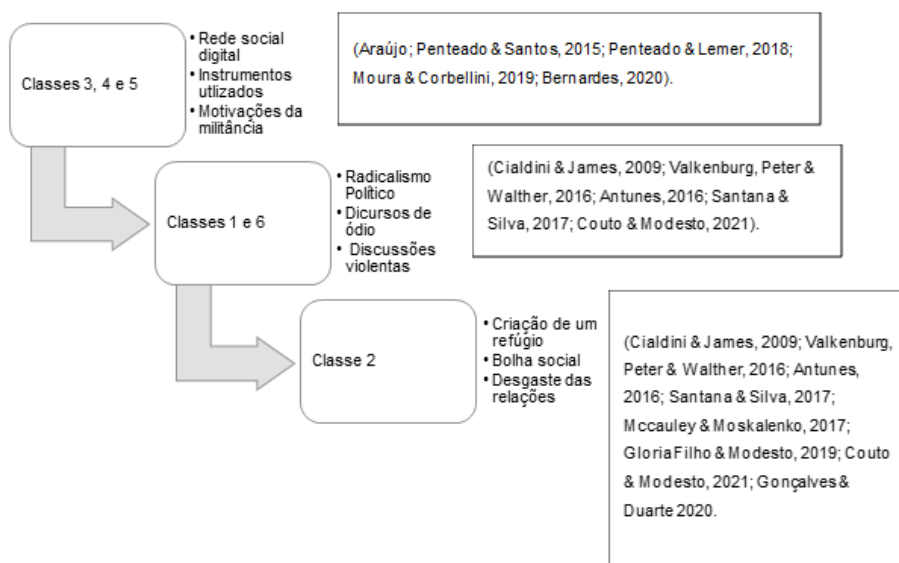 Classes 3, 4 e 5
• Rede social
digital
• Instrumentos
utlizados
• Motivações da
militância
(Araújo; Penteado & Santos, 2015; Penteado & Lemer, 2018;
Moura & Corbellini, 2019; Bernardes, 2020).
Classes 1 e 6
• Radicalismo
Político
• Dicursos de
ódio
• Discussões
violentas
(Cialdini & James, 2009; Valkenburg, Peter &
Walther, 2016; Antunes,2016; Santana &
Silva, 2017; Couto & Modesto, 2021).
Classe 2
• Criação de um
refúgio
• Bolha social
• Desgaste das
relações
(Cialdini & James, 2009; Valkenburg,
Peter & Walther, 2016; Antunes,
2016; Santana & Silva, 2017;
Mccauley & Moskalenko, 2017;
Gloria Filho & Modesto, 2019; Couto
& Modesto, 2021; Gonçalves &
Duarte 2020.